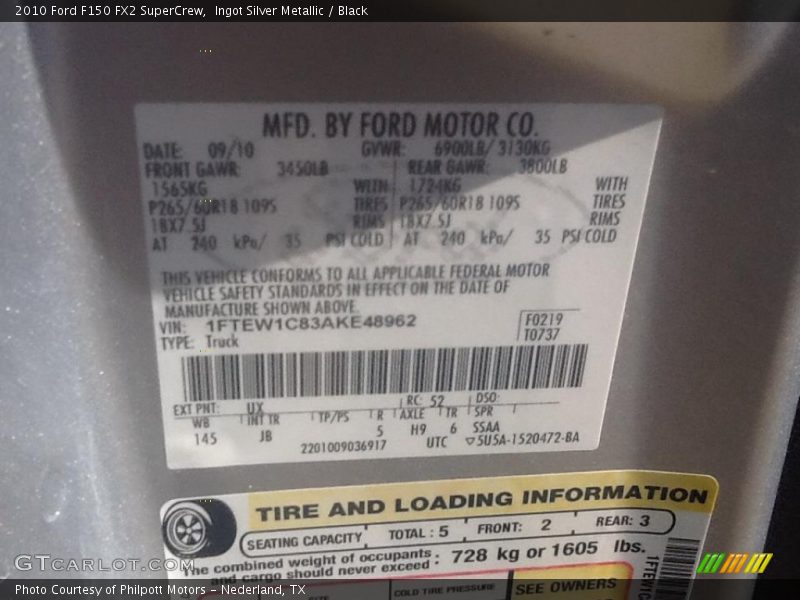 2010 Ford F150 FX2 SuperCrew,  Ingot Silver Metallic / Black
MFD. BY FORD MOTOR CO.
DATE: 09/10 GVWR: 6900LB/ 3130KG
FRONT GAWR: 3450LB REAR GAWR: 3800LB
1565KG WITH 1724KG WITH
P265/60R18 109S TIRES P265/60R18 109S TIRES
18X7.5J RIMS 18X7.5J RIMS
AT 240 kPa/ 35 PSI COLD AT 240 kPa/ 35 PSI COLD
THIS VEHICLE CONFORMS TO ALL APPLICABLE FEDERAL MOTOR
VEHICLE SAFETY STANDARDS IN EFFECT ON THE DATE OF
MANUFACTURE SHOWN ABOVE.
VIN: 1FTEW1C83AKE48962 F0219
TYPE: Truck T0737
EXT PNT: UX RC: 52 DSO:
WB INT TR TP/PS R AXLE TR SPR
145 JB 5 H9 6 SSAA
2201009036917 UTC ▽5U5A-1520472-BA
TIRE AND LOADING INFORMATION
SEATING CAPACITY TOTAL : 5 FRONT: 2 REAR: 3
The combined weight of occupants : 728 kg or 1605 lbs.
and cargo should never exceed
COLD TIRE PRESSURE SEE OWNERS
1FTEW1C
GTCarcarlot.com
Photo Courtesy of Philpott Motors – Nederland, TX